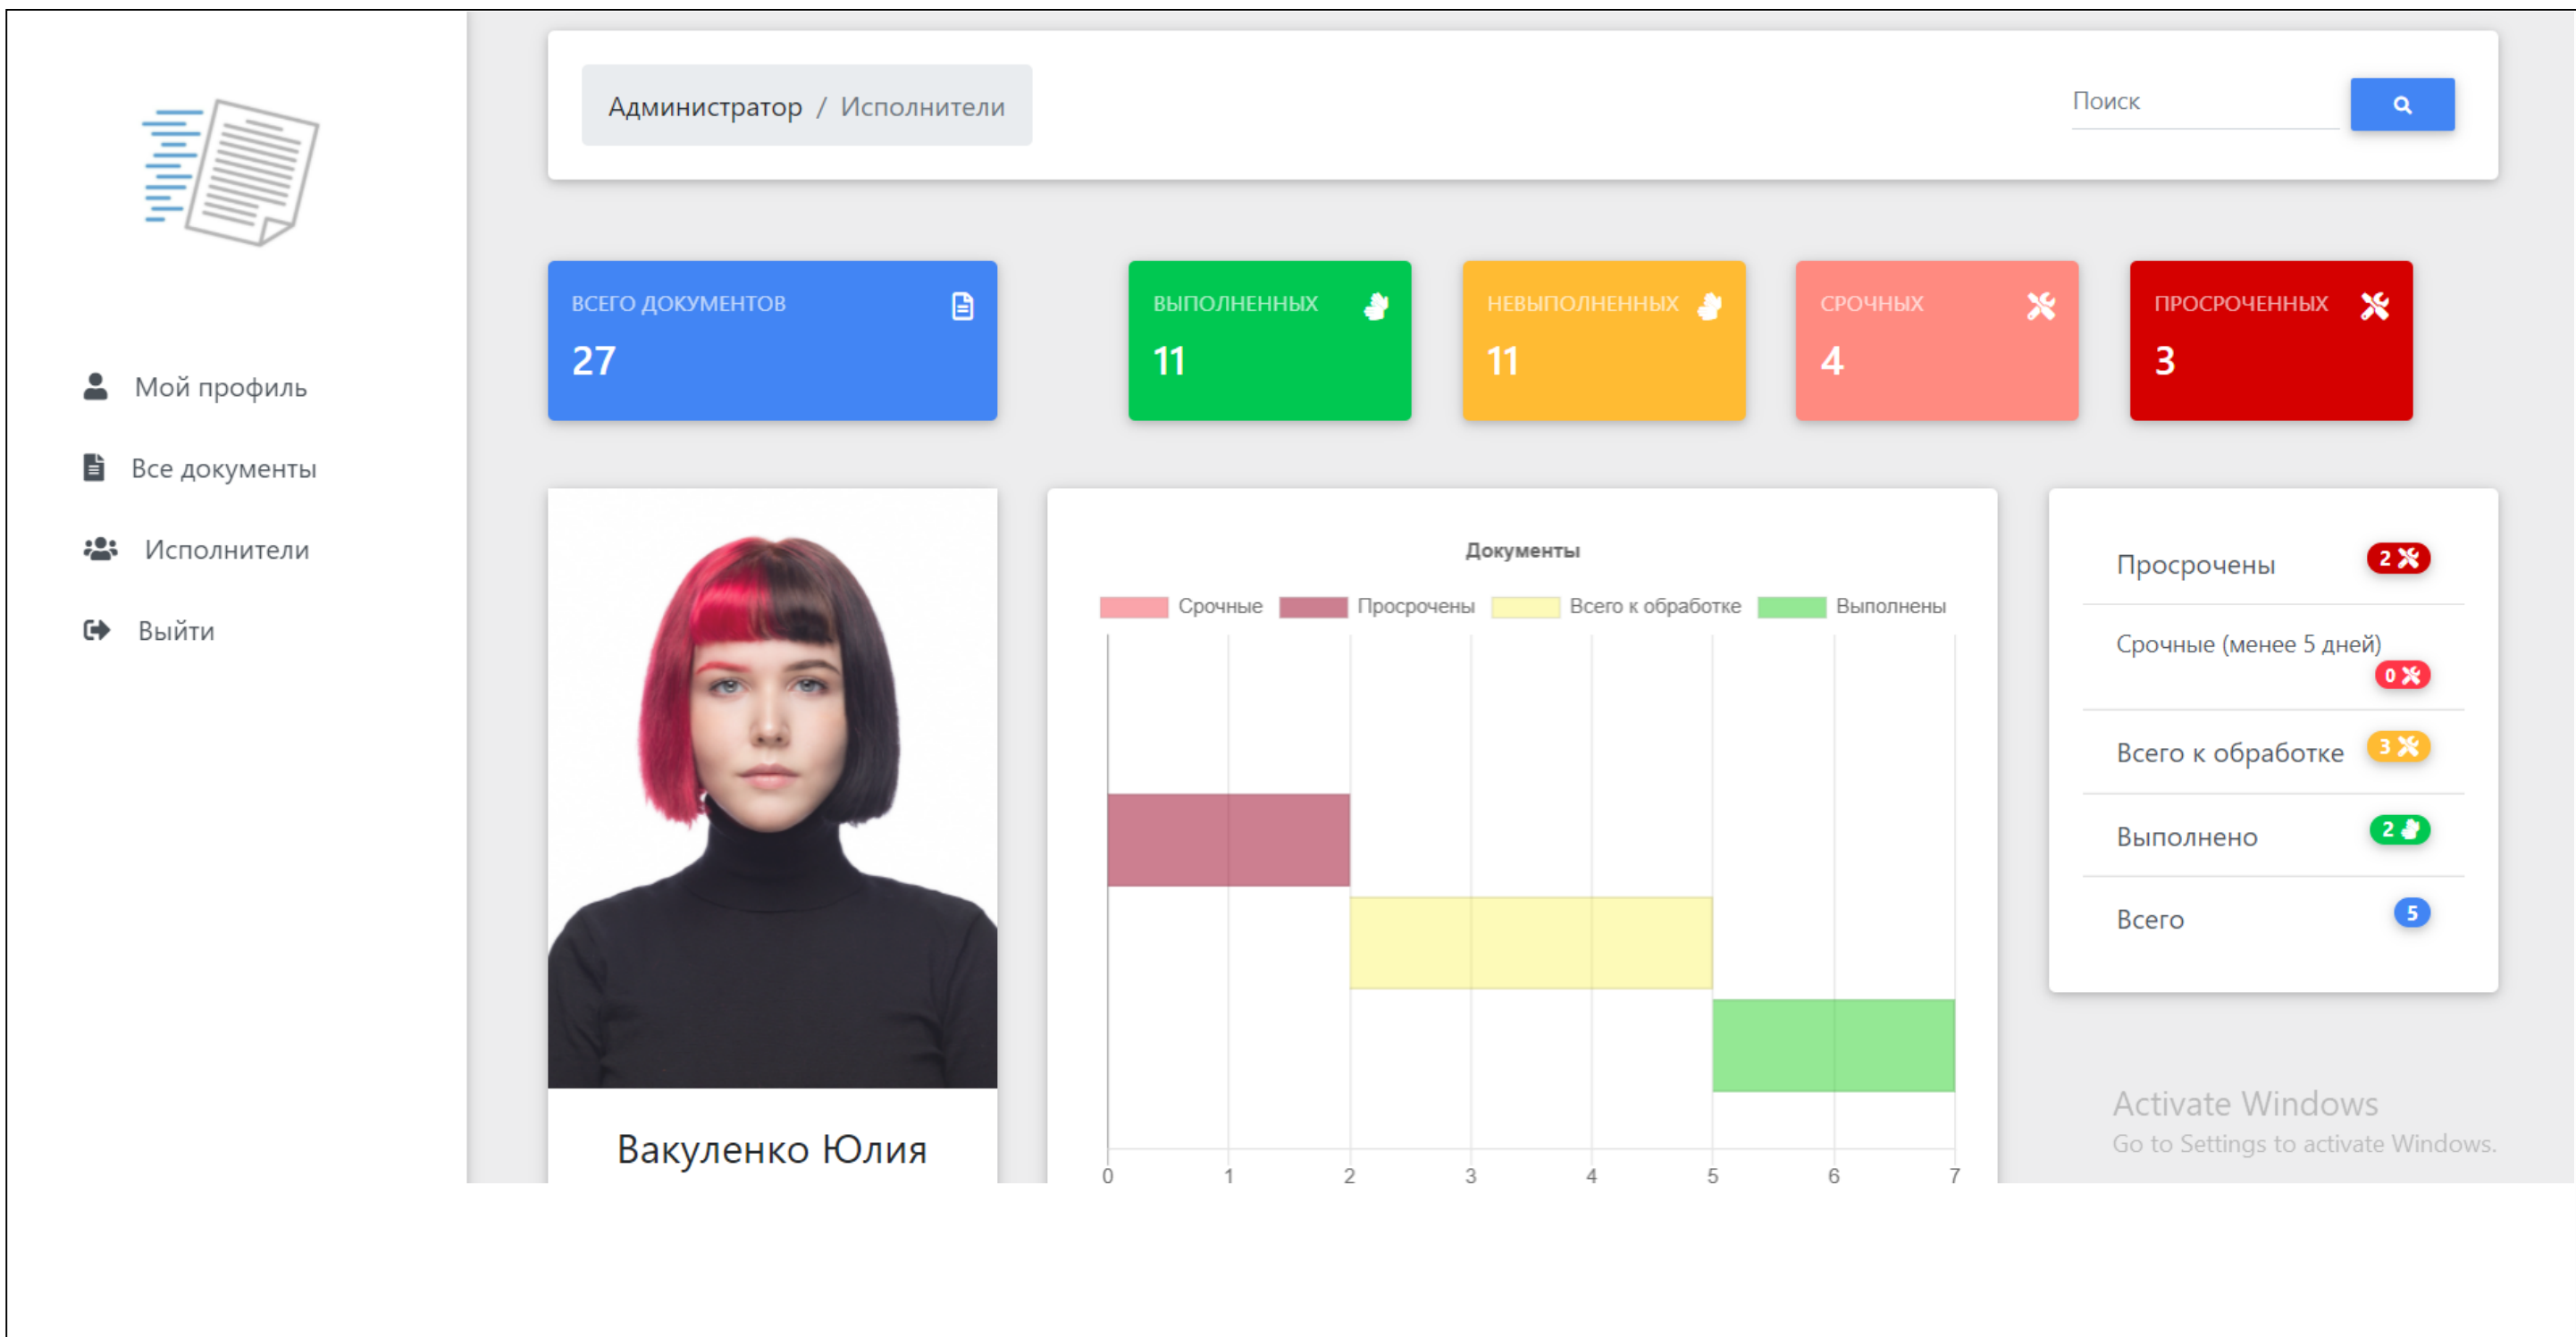 Администратор / Исполнители
Поиск
Мой профиль
Все документы
Исполнители
Выйти
ВСЕГО ДОКУМЕНТОВ
27
ВЫПОЛНЕННЫХ
11
НЕВЫПОЛНЕННЫХ
11
СРОЧНЫХ
4
ПРОСРОЧЕННЫХ
3
Вакуленко Юлия
Документы
Срочные Просрочены Всего к обработке Выполнены
0 1 2 3 4 5 6 7
Просрочены 2
Срочные (менее 5 дней)
0
Всего к обработке 3
Выполнено 2
Всего 5
Activate Windows
Go to Settings to activate Windows.